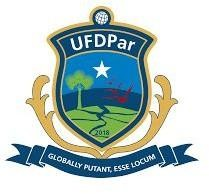 UFDPar
2018
GLOBALLY PUTANT, ESSE LOCUM